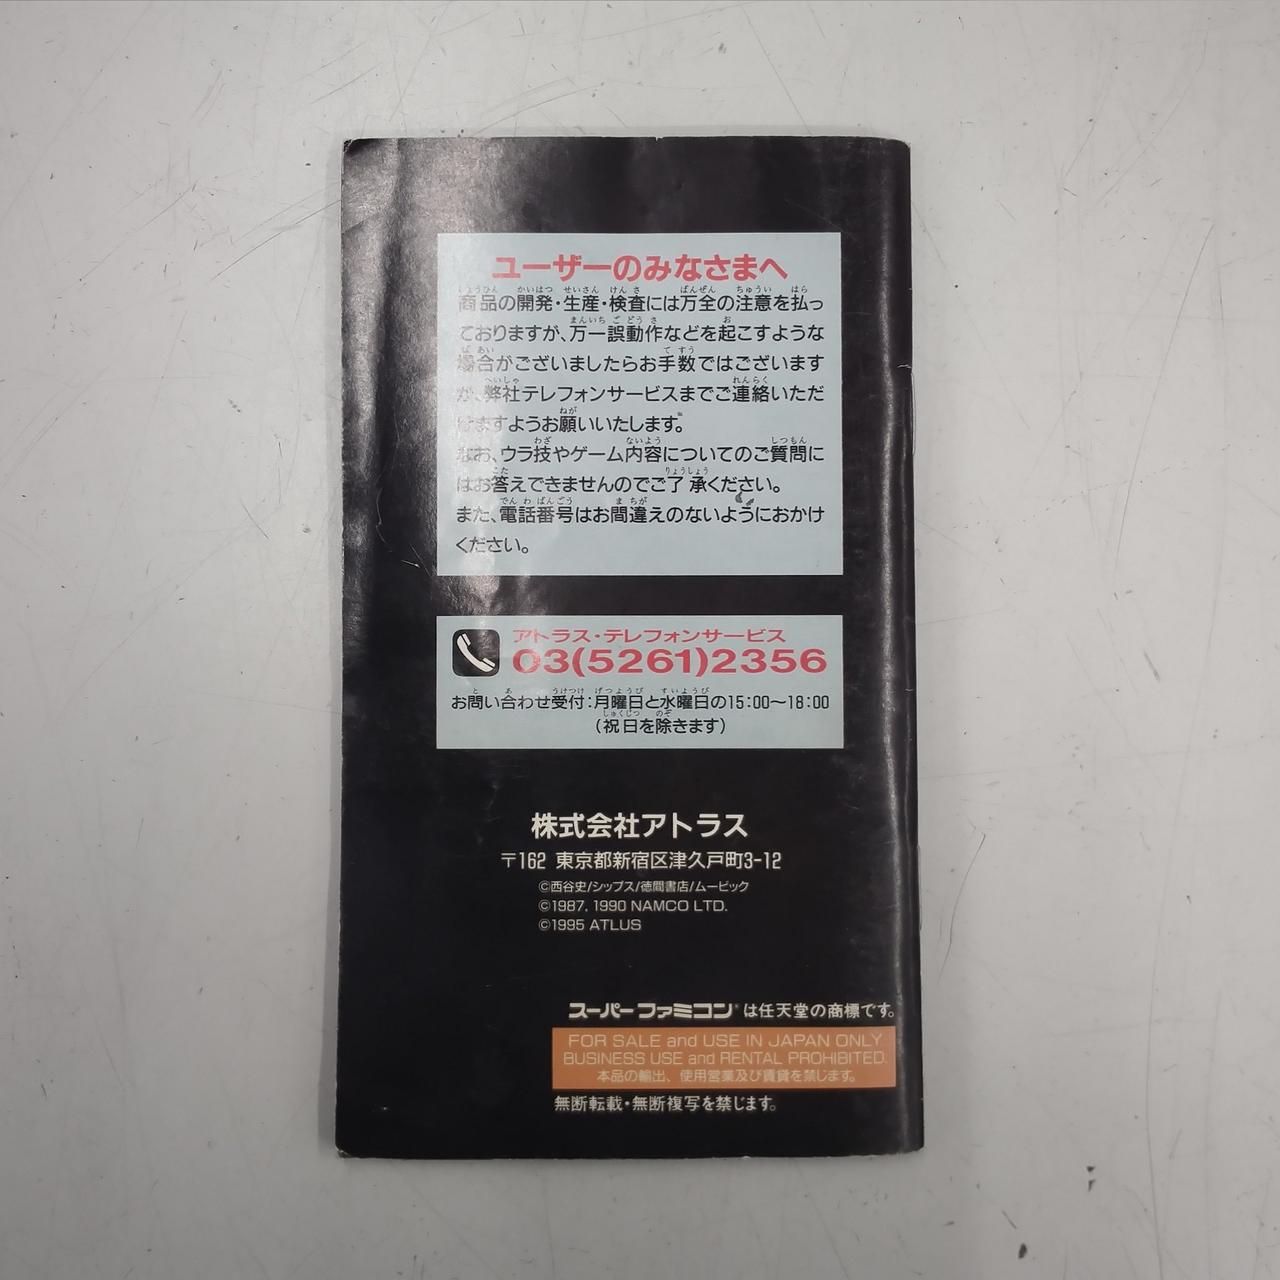 ユーザーのみなさまへ
商品の開発・生産・検査には万全の注意を払っ
ておりますが、万一誤動作などを起こすような
場合がございましたらお手数ではございます
が、弊社テレフォンサービスまでご連絡いただ
けますようお願いいたします。
なお、ウラ技やゲーム内容についてのご質問に
はお答えできませんのでご了承ください。
また、電話番号はお間違えのないようにおかけ
ください。
アトラス・テレフォンサービス
03(5261)2356
お問い合わせ受付:月曜日と水曜日の15:00〜18:00
(祝日を除きます)
株式会社アトラス
〒162 東京都新宿区津久戸町3-12
©西谷史/シップス/徳間書店/ムービック
©1987, 1990 NAMCO LTD.
©1995 ATLUS
スーパーファミコン®は任天堂の商標です。
FOR SALE and USE IN JAPAN ONLY
BUSINESS USE and RENTAL PROHIBITED.
本品の輸出、使用営業及び賃貸を禁じます。
無断転載・無断複写を禁じます。